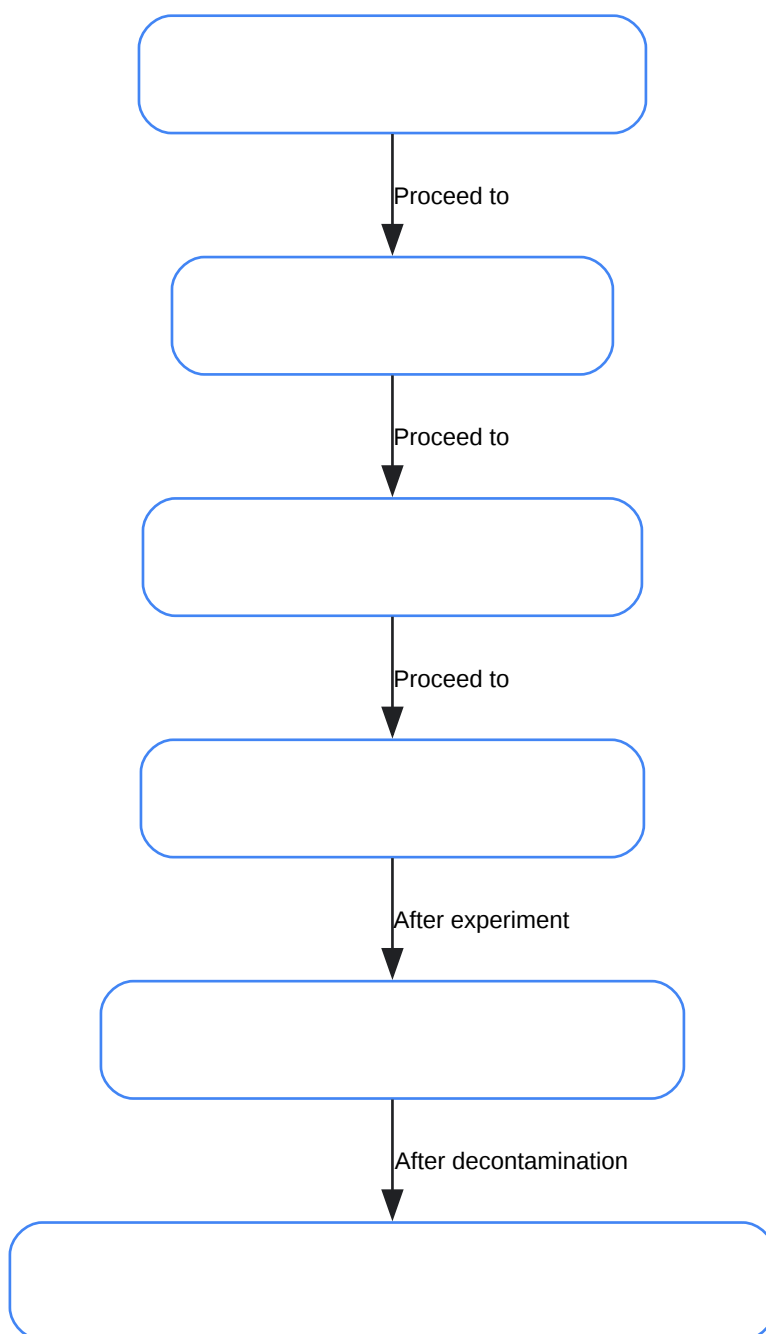 Proceed to
Proceed to
Proceed to
After experiment
After decontamination